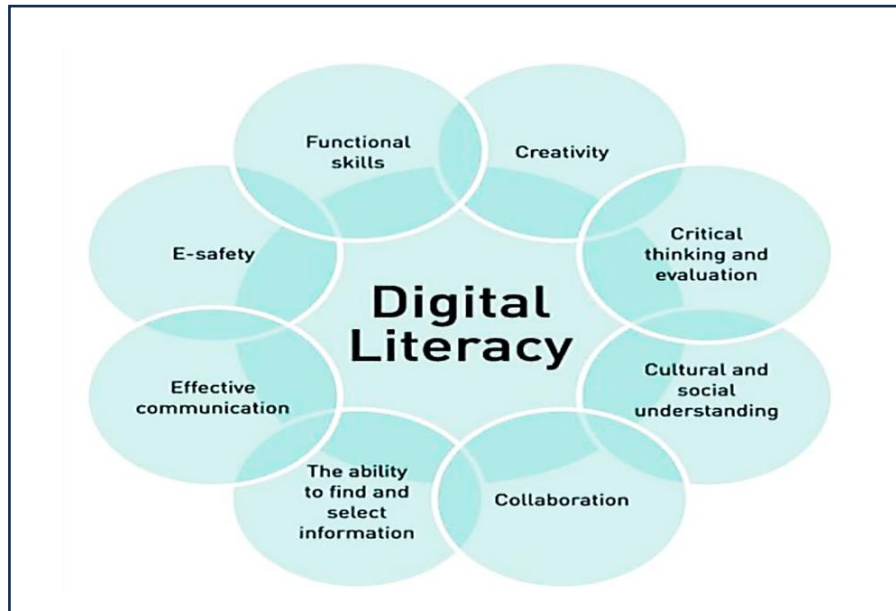 Functional
skills
Creativity
E-safety
Critical
thinking and
evaluation
Digital
Literacy
Effective
communication
Cultural and
social
understanding
The ability
to find and
select
information
Collaboration